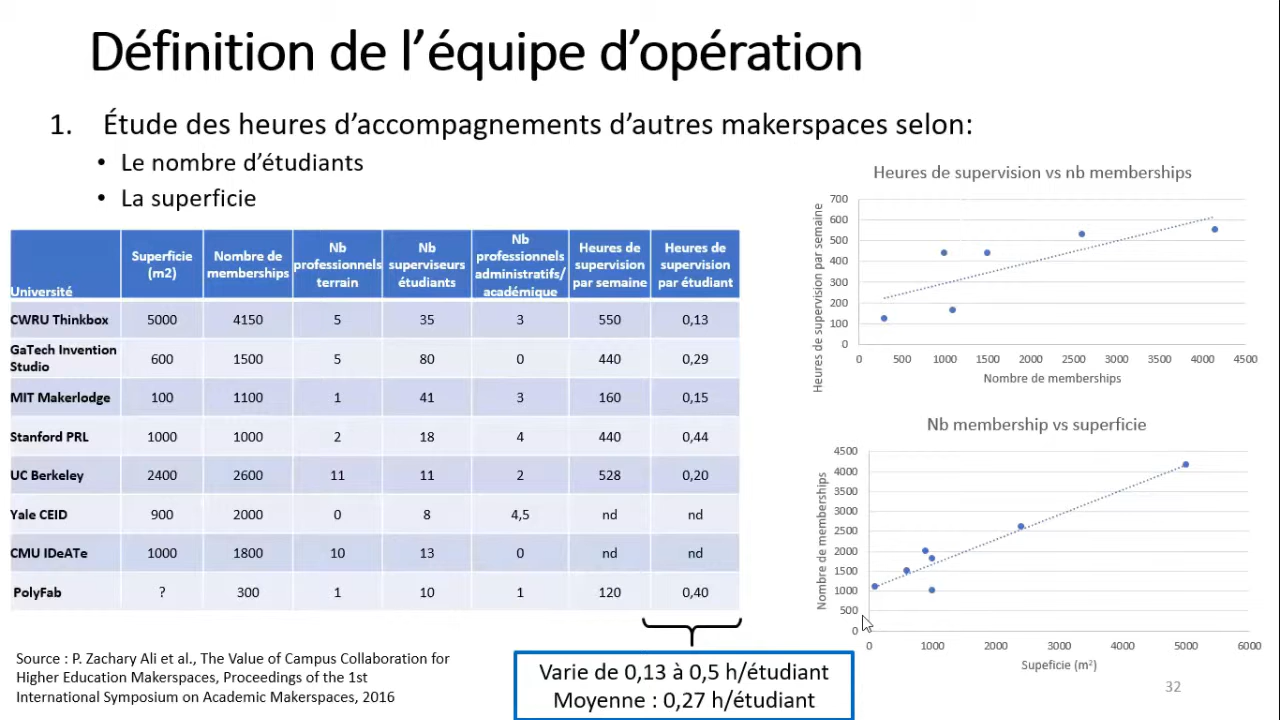 Définition de l'équipe d'opération
1. Étude des heures d'accompagnements d'autres makerspaces selon:
• Le nombre d'étudiants
• La superficie
Université Superficie (m2) Nombre de memberships Nb professionnels terrain Nb superviseurs étudiants Nb professionnels administratifs/ académique Heures de supervision par semaine Heures de supervision par étudiant
CWRU Thinkbox 5000 4150 5 35 3 550 0,13
GaTech Invention Studio 600 1500 5 80 0 440 0,29
MIT Makerlodge 100 1100 1 41 3 160 0,15
Stanford PRL 1000 1000 2 18 4 440 0,44
UC Berkeley 2400 2600 11 11 2 528 0,20
Yale CEID 900 2000 0 8 4,5 nd nd
CMU IDeATe 1000 1800 10 13 0 nd nd
PolyFab ? 300 1 10 1 120 0,40
Varie de 0,13 à 0,5 h/étudiant
Moyenne : 0,27 h/étudiant
Source : P. Zachary Ali et al., The Value of Campus Collaboration for
Higher Education Makerspaces, Proceedings of the 1st
International Symposium on Academic Makerspaces, 2016
Heures de supervision vs nb memberships
Heures de supervision par semaine
700
600
500
400
300
200
100
0
0 500 1000 1500 2000 2500 3000 3500 4000 4500
Nombre de memberships
Nb membership vs superficie
Nombre de memberships
4500
4000
3500
3000
2500
2000
1500
1000
500
0
0 1000 2000 3000 4000 5000 6000
Supeficie (m²)
32